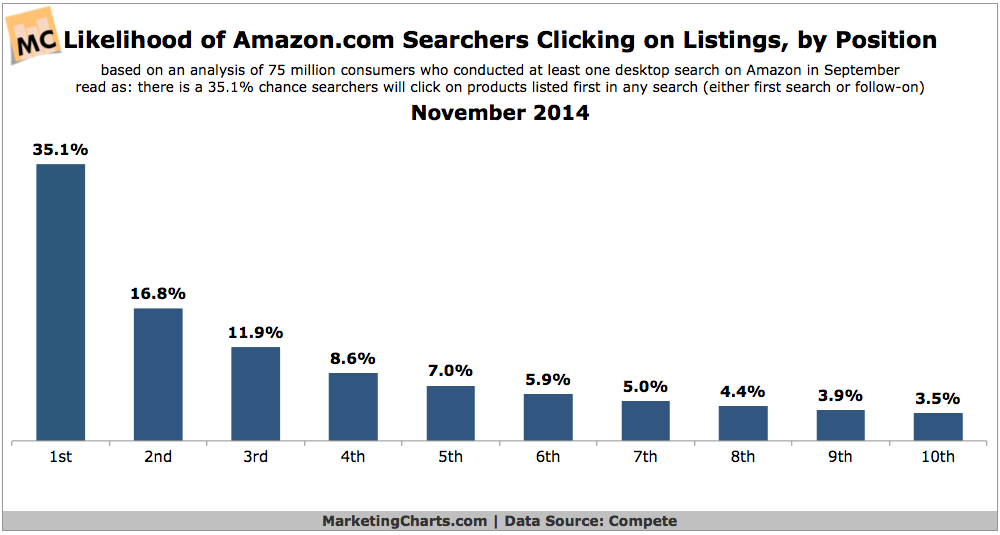 MC
Likelihood of Amazon.com Searchers Clicking on Listings, by Position
based on an analysis of 75 million consumers who conducted at least one desktop search on Amazon in September
read as: there is a 35.1% chance searchers will click on products listed first in any search (either first search or follow-on)
November 2014
35.1%
16.8%
11.9%
8.6%
7.0%
5.9%
5.0%
4.4%
3.9%
3.5%
1st 2nd 3rd 4th 5th 6th 7th 8th 9th 10th
MarketingCharts.com | Data Source: Compete